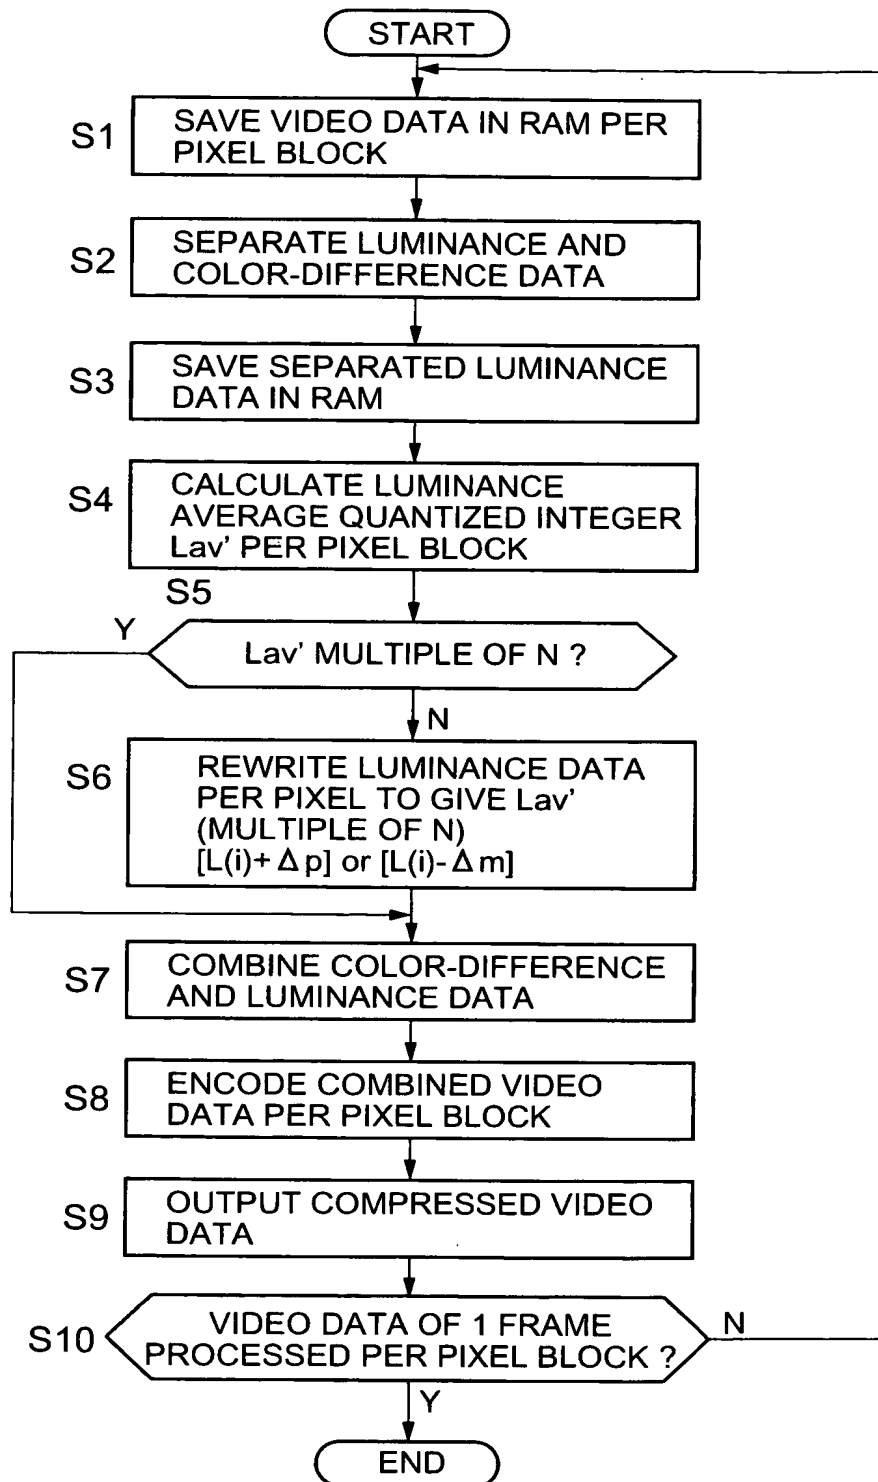 START
S1
SAVE VIDEO DATA IN RAM PER
PIXEL BLOCK
S2
SEPARATE LUMINANCE AND
COLOR-DIFFERENCE DATA
S3
SAVE SEPARATED LUMINANCE
DATA IN RAM
S4
CALCULATE LUMINANCE
AVERAGE QUANTIZED INTEGER
Lav' PER PIXEL BLOCK
S5
Y
Lav' MULTIPLE OF N ?
N
S6
REWRITE LUMINANCE DATA
PER PIXEL TO GIVE Lav'
(MULTIPLE OF N)
[L(i)+ Δp] or [L(i)- Δm]
S7
COMBINE COLOR-DIFFERENCE
AND LUMINANCE DATA
S8
ENCODE COMBINED VIDEO
DATA PER PIXEL BLOCK
S9
OUTPUT COMPRESSED VIDEO
DATA
S10
VIDEO DATA OF 1 FRAME
PROCESSED PER PIXEL BLOCK ?
N
Y
END